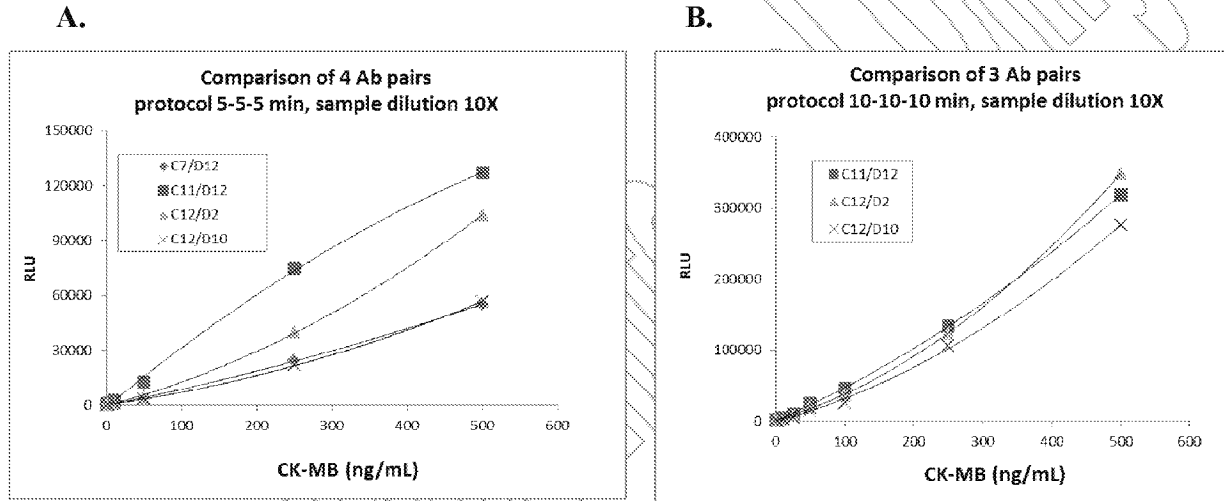 A.
Comparison of 4 Ab pairs
protocol 5-5-5 min, sample dilution 10X
150000
120000
90000
60000
30000
0
RLU
C7/D12
C11/D12
C12/D2
C12/D10
0 100 200 300 400 500 600
CK-MB (ng/mL)
B.
Comparison of 3 Ab pairs
protocol 10-10-10 min, sample dilution 10X
400000
300000
200000
100000
0
RLU
C11/D12
C12/D2
C12/D10
0 100 200 300 400 500 600
CK-MB (ng/mL)